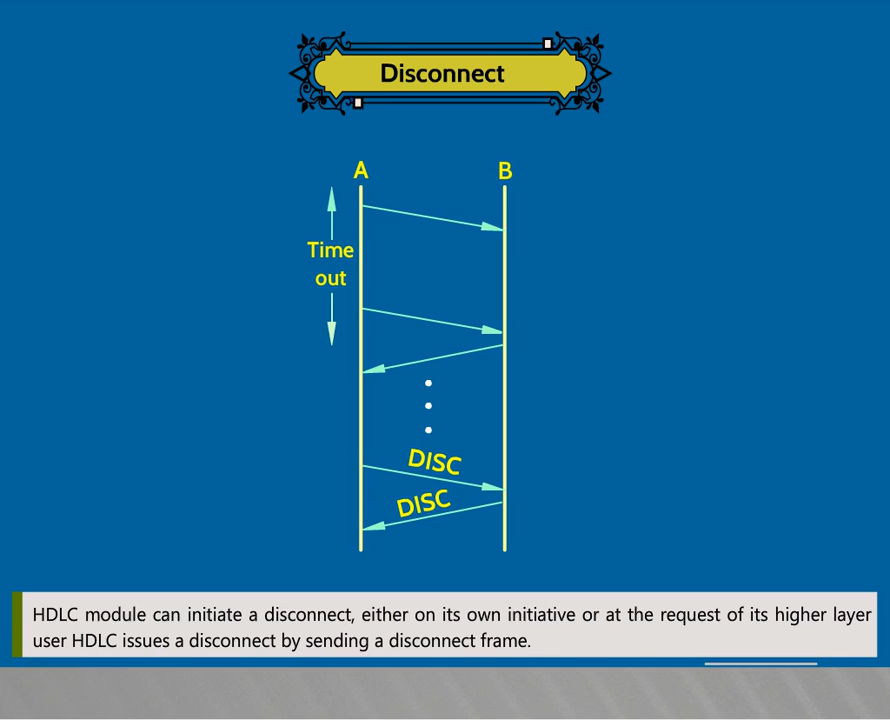 Disconnect
A B
Time
out
DISC
DISC
HDLC module can initiate a disconnect, either on its own initiative or at the request of its higher layer
user HDLC issues a disconnect by sending a disconnect frame.